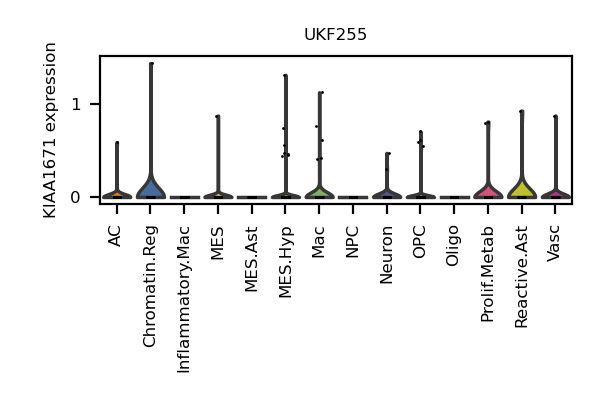 UKF255
KIAA1671 expression
1
0
AC
Chromatin.Reg
Inflammatory.Mac
MES
MES.Ast
MES.Hyp
Mac
NPC
Neuron
OPC
Oligo
Prolif.Metab
Reactive.Ast
Vasc